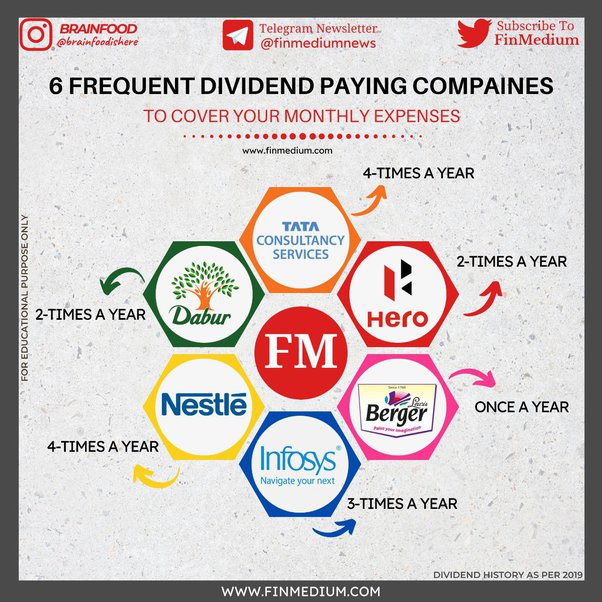 BRAINFOOD
@brainfoodishere
Telegram Newsletter
@finmediumnews
Subscribe To
FinMedium
6 FREQUENT DIVIDEND PAYING COMPAINES
TO COVER YOUR MONTHLY EXPENSES
www.finmedium.com
4-TIMES A YEAR
TATA
CONSULTANCY
SERVICES
2-TIMES A YEAR
Hero
Dabur
2-TIMES A YEAR
FOR EDUCATIONAL PURPOSE ONLY
FM
Nestlē
4-TIMES A YEAR
Since 1760
Lewis
Berger
Paint your imagination
ONCE A YEAR
Infosys®
Navigate your next
3-TIMES A YEAR
DIVIDEND HISTORY AS PER 2019
WWW.FINMEDIUM.COM